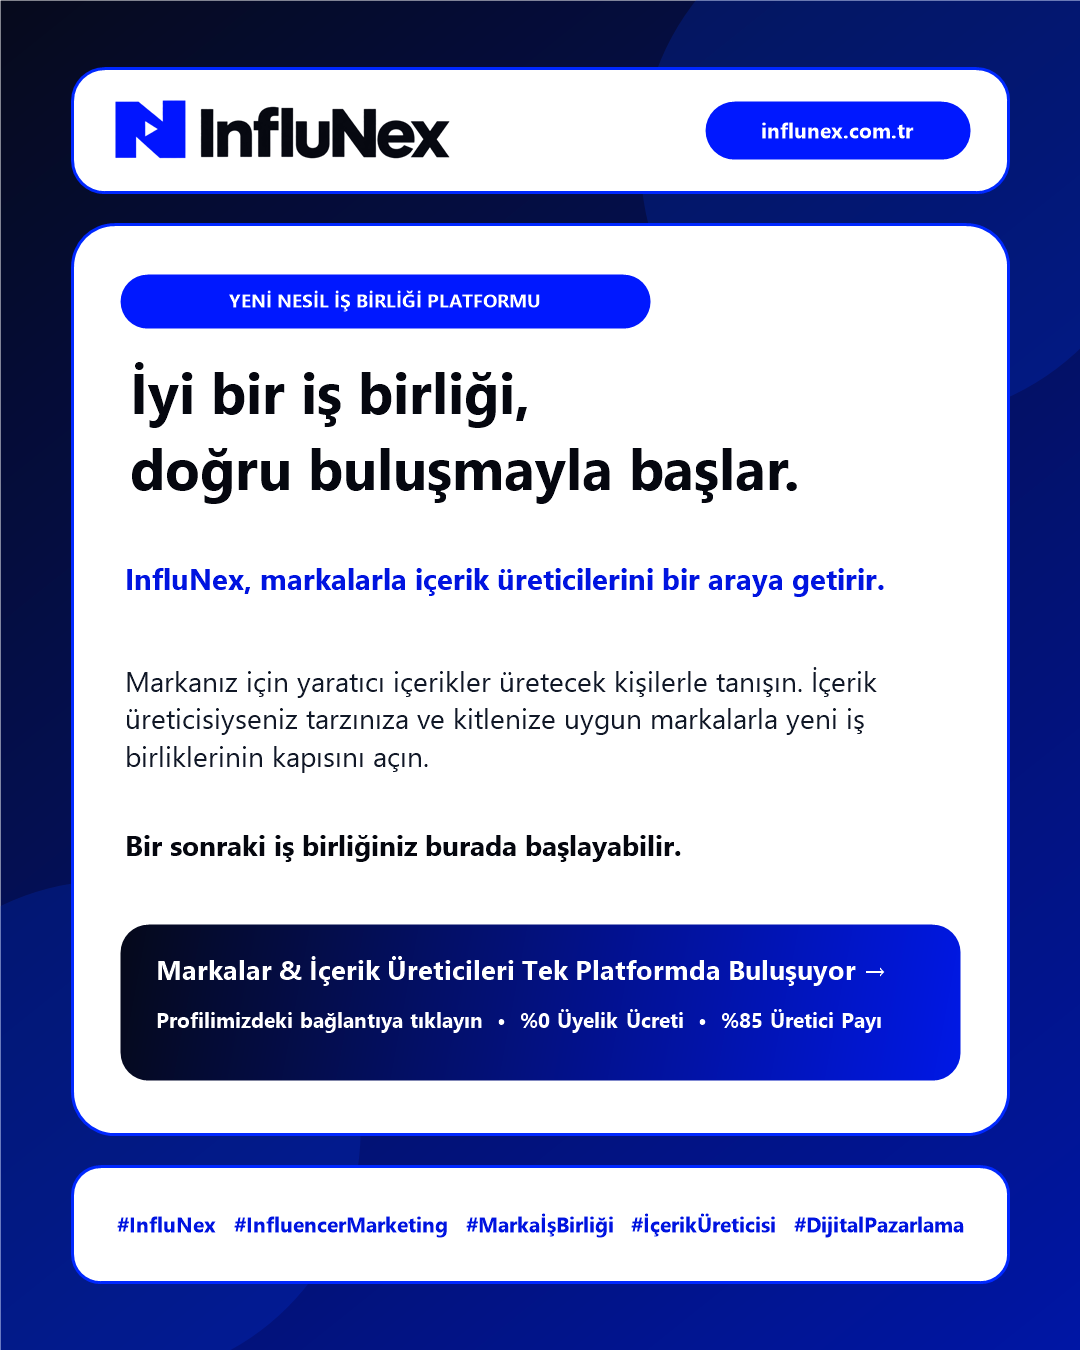 InfluNex
influnex.com.tr
YENİ NESİL İŞ BİRLİĞİ PLATFORMU
İyi bir iş birliği,
doğru buluşmayla başlar.
InfluNex, markalarla içerik üreticilerini bir araya getirir.
Markanız için yaratıcı içerikler üretecek kişilerle tanışın. İçerik
üreticisiyseniz tarzınıza ve kitlenize uygun markalarla yeni iş
birliklerinin kapısını açın.
Bir sonraki iş birliğiniz burada başlayabilir.
Markalar & İçerik Üreticileri Tek Platformda Buluşuyor →
Profilimizdeki bağlantıya tıklayın • %0 Üyelik Ücreti • %85 Üretici Payı
#InfluNex #InfluencerMarketing #MarkaİşBirliği #İçerikÜreticisi #DijitalPazarlama